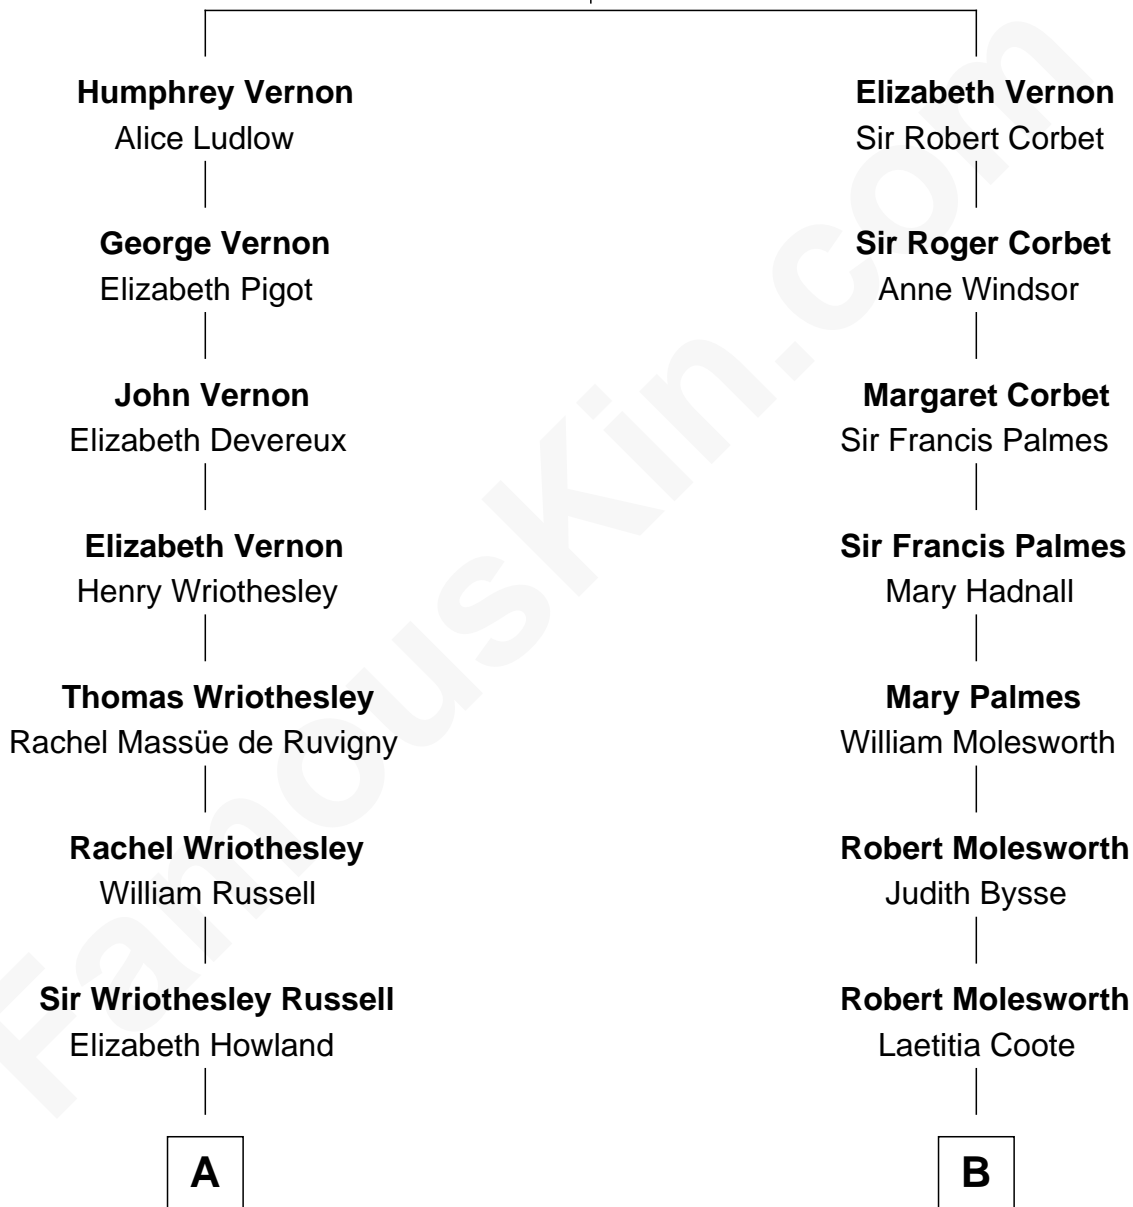 Humphrey Vernon
Alice Ludlow
George Vernon
Elizabeth Pigot
John Vernon
Elizabeth Devereux
Elizabeth Vernon
Henry Wriothesley
Thomas Wriothesley
Rachel Massüe de Ruvigny
Rachel Wriothesley
William Russell
Sir Wriothesley Russell
Elizabeth Howland
A
Elizabeth Vernon
Sir Robert Corbet
Sir Roger Corbet
Anne Windsor
Margaret Corbet
Sir Francis Palmes
Sir Francis Palmes
Mary Hadnall
Mary Palmes
William Molesworth
Robert Molesworth
Judith Bysse
Robert Molesworth
Laetitia Coote
B
FamousKin.com